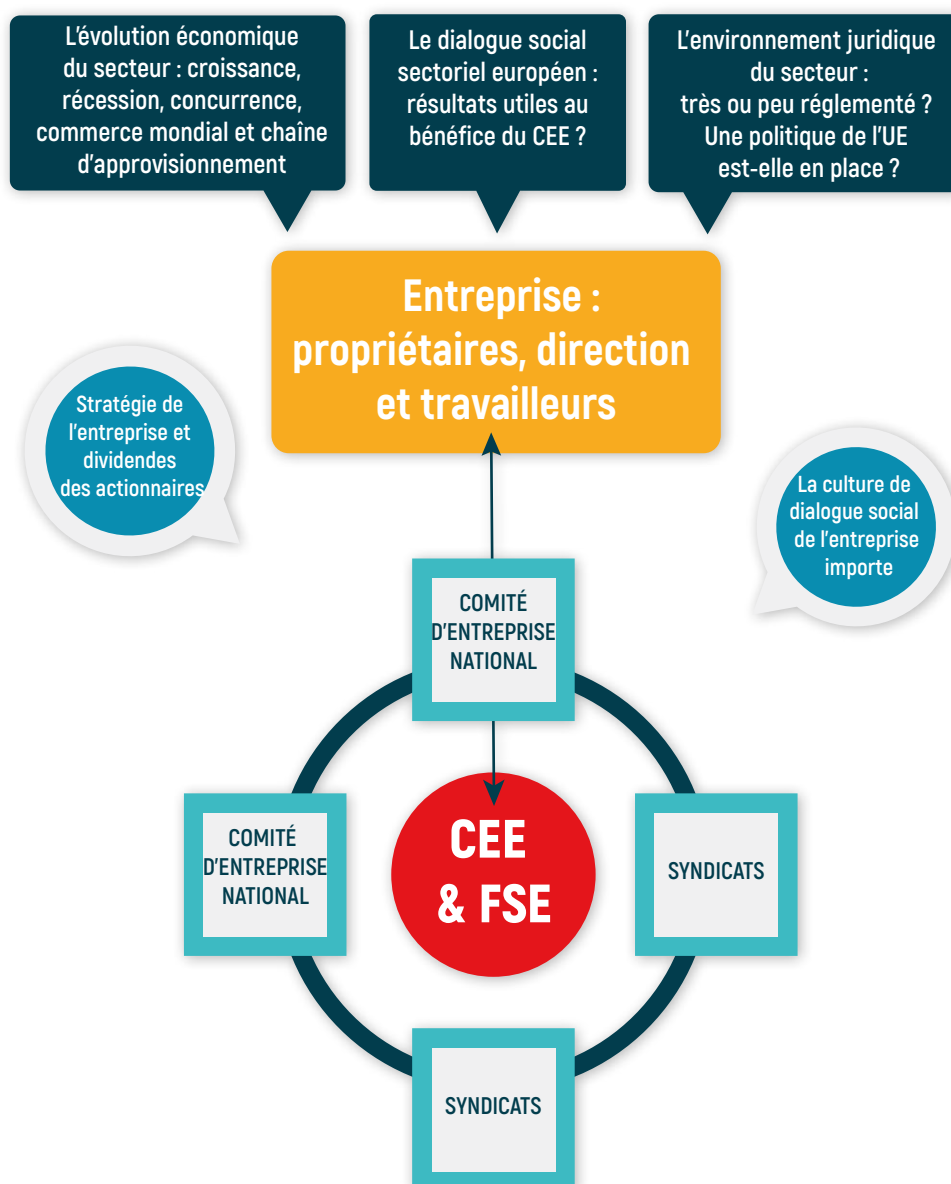 L'évolution économique
du secteur : croissance,
récession, concurrence,
commerce mondial et chaîne
d'approvisionnement
Le dialogue social
sectoriel européen :
résultats utiles au
bénéfice du CEE ?
L'environnement juridique
du secteur :
très ou peu réglementé ?
Une politique de l'UE
est-elle en place ?
Entreprise :
propriétaires, direction
et travailleurs
Stratégie de
l'entreprise et
dividendes
des actionnaires
La culture de
dialogue social
de l'entreprise
importe
COMITÉ
D'ENTREPRISE
NATIONAL
COMITÉ
D'ENTREPRISE
NATIONAL
CEE
& FSE
SYNDICATS
SYNDICATS